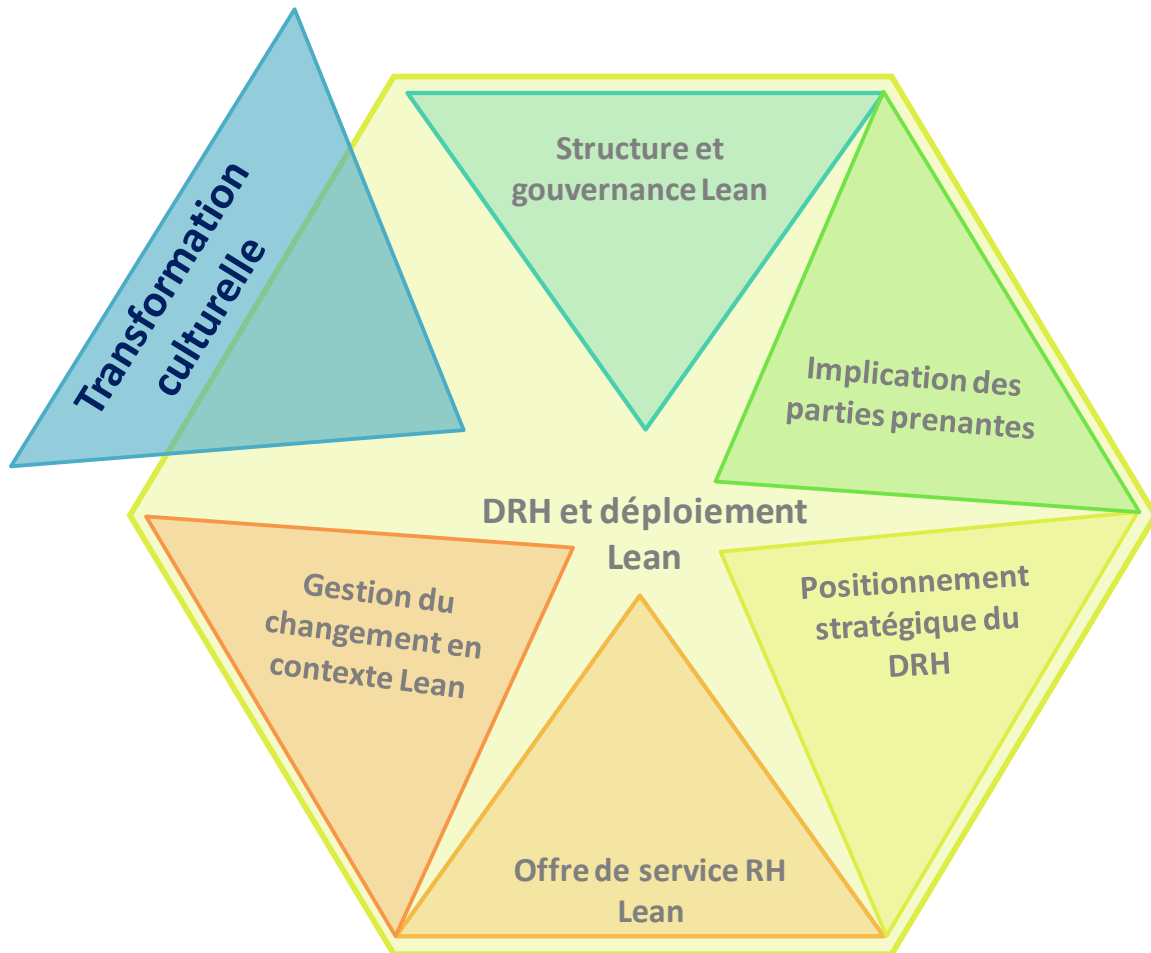 Transformation
culturelle
Structure et
gouvernance Lean
Implication des
parties prenantes
DRH et déploiement
Lean
Gestion du
changement en
contexte Lean
Positionnement
stratégique du
DRH
Offre de service RH
Lean